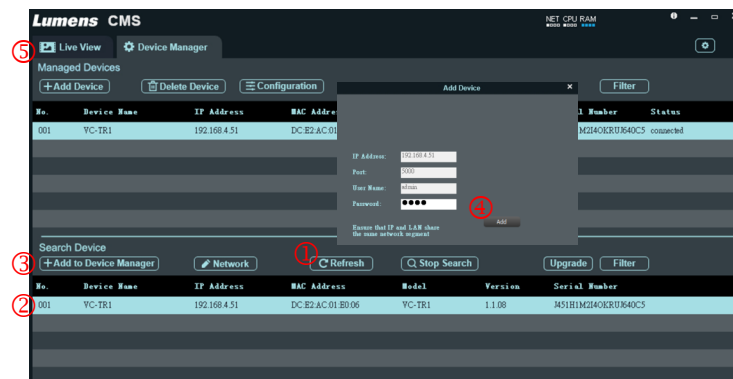 Lumens CMS
NET CPU RAM
⑤ Live View Device Manager
Managed Devices
+Add Device Delete Device Configuration Filter
No. Device Name IP Address Number Status
001 VC-TR1 192.168.4.51 DC:E2:AC:01 connected
Add Device ×
IP Address: 192.168.4.51
Port: 5000
User Name: admin
Password: ●●●●
④
Ensure that IP and LAN share
the same network segment
Add
Search Device
①
③ +Add to Device Manager Network Refresh Stop Search Upgrade Filter
No. Device Name IP Address MAC Address Model Version Serial Number
② 001 VC-TR1 192.168.4.51 DC:E2:AC:01:E0:06 VC-TR1 1.1.08 J451H1M2I4OKRUJ640C5